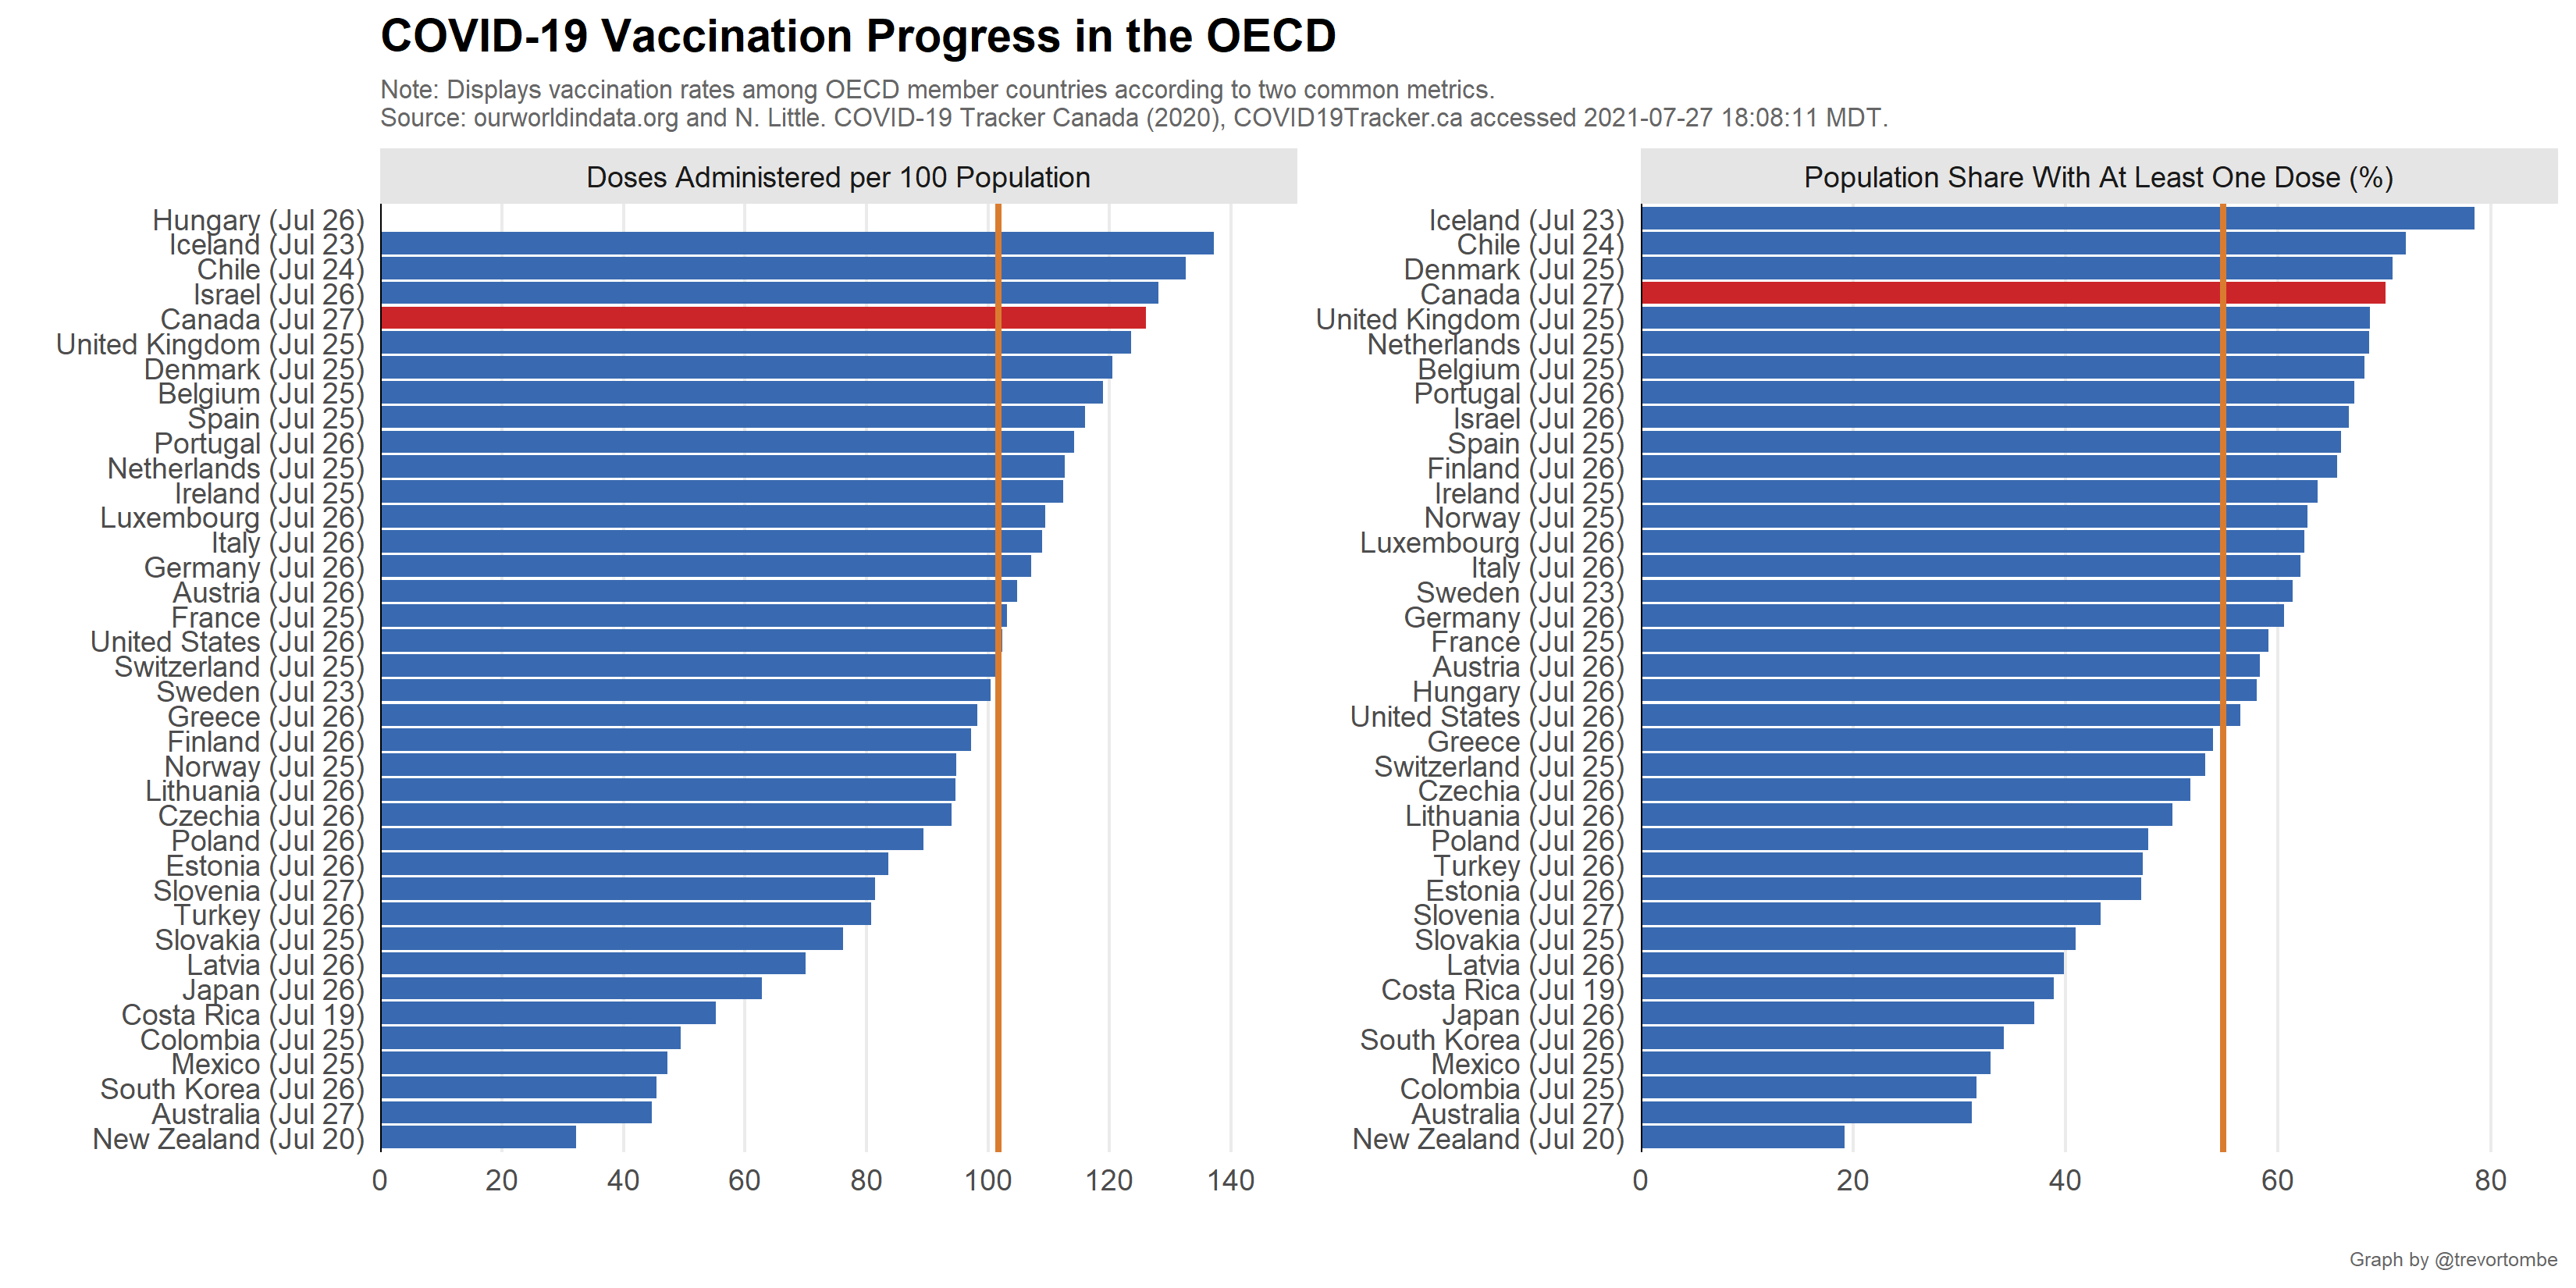 COVID-19 Vaccination Progress in the OECD
Note: Displays vaccination rates among OECD member countries according to two common metrics.
Source: ourworldindata.org and N. Little. COVID-19 Tracker Canada (2020), COVID19Tracker.ca accessed 2021-07-27 18:08:11 MDT.
Doses Administered per 100 Population
Hungary (Jul 26)
Iceland (Jul 23)
Chile (Jul 24)
Israel (Jul 26)
Canada (Jul 27)
United Kingdom (Jul 25)
Denmark (Jul 25)
Belgium (Jul 25)
Spain (Jul 25)
Portugal (Jul 26)
Netherlands (Jul 25)
Ireland (Jul 25)
Luxembourg (Jul 26)
Italy (Jul 26)
Germany (Jul 26)
Austria (Jul 26)
France (Jul 25)
United States (Jul 26)
Switzerland (Jul 25)
Sweden (Jul 23)
Greece (Jul 26)
Finland (Jul 26)
Norway (Jul 25)
Lithuania (Jul 26)
Czechia (Jul 26)
Poland (Jul 26)
Estonia (Jul 26)
Slovenia (Jul 27)
Turkey (Jul 26)
Slovakia (Jul 25)
Latvia (Jul 26)
Japan (Jul 26)
Costa Rica (Jul 19)
Colombia (Jul 25)
Mexico (Jul 25)
South Korea (Jul 26)
Australia (Jul 27)
New Zealand (Jul 20)
0 20 40 60 80 100 120 140
Population Share With At Least One Dose (%)
Iceland (Jul 23)
Chile (Jul 24)
Denmark (Jul 25)
Canada (Jul 27)
United Kingdom (Jul 25)
Netherlands (Jul 25)
Belgium (Jul 25)
Portugal (Jul 26)
Israel (Jul 26)
Spain (Jul 25)
Finland (Jul 26)
Ireland (Jul 25)
Norway (Jul 25)
Luxembourg (Jul 26)
Italy (Jul 26)
Sweden (Jul 23)
Germany (Jul 26)
France (Jul 25)
Austria (Jul 26)
Hungary (Jul 26)
United States (Jul 26)
Greece (Jul 26)
Switzerland (Jul 25)
Czechia (Jul 26)
Lithuania (Jul 26)
Poland (Jul 26)
Turkey (Jul 26)
Estonia (Jul 26)
Slovenia (Jul 27)
Slovakia (Jul 25)
Latvia (Jul 26)
Costa Rica (Jul 19)
Japan (Jul 26)
South Korea (Jul 26)
Mexico (Jul 25)
Colombia (Jul 25)
Australia (Jul 27)
New Zealand (Jul 20)
0 20 40 60 80
Graph by @trevortombe